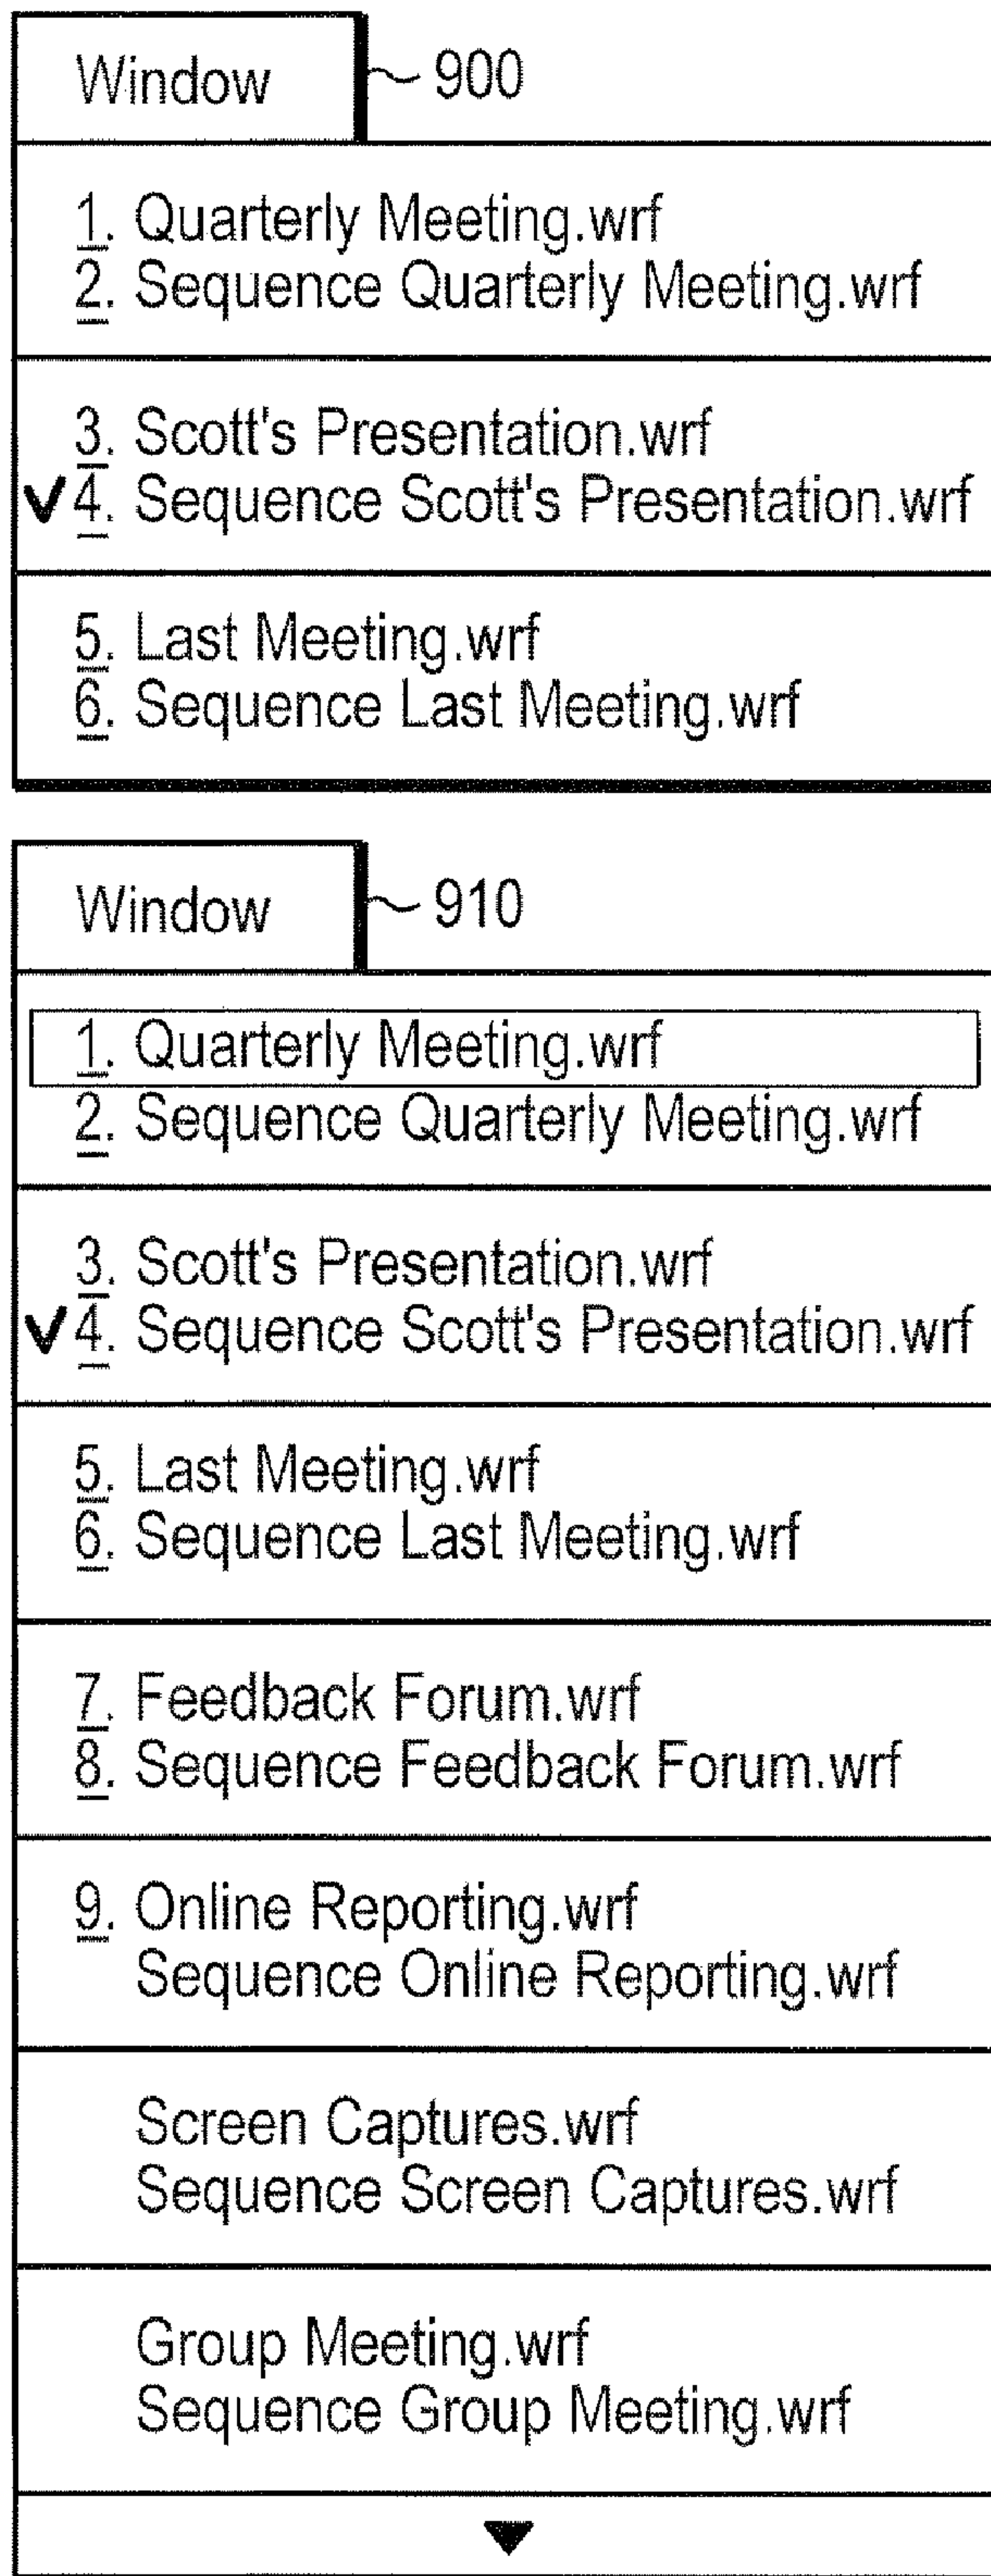 Window 900
1. Quarterly Meeting.wrf
2. Sequence Quarterly Meeting.wrf
3. Scott's Presentation.wrf
4. Sequence Scott's Presentation.wrf
5. Last Meeting.wrf
6. Sequence Last Meeting.wrf
Window 910
1. Quarterly Meeting.wrf
2. Sequence Quarterly Meeting.wrf
3. Scott's Presentation.wrf
4. Sequence Scott's Presentation.wrf
5. Last Meeting.wrf
6. Sequence Last Meeting.wrf
7. Feedback Forum.wrf
8. Sequence Feedback Forum.wrf
9. Online Reporting.wrf
Sequence Online Reporting.wrf
Screen Captures.wrf
Sequence Screen Captures.wrf
Group Meeting.wrf
Sequence Group Meeting.wrf